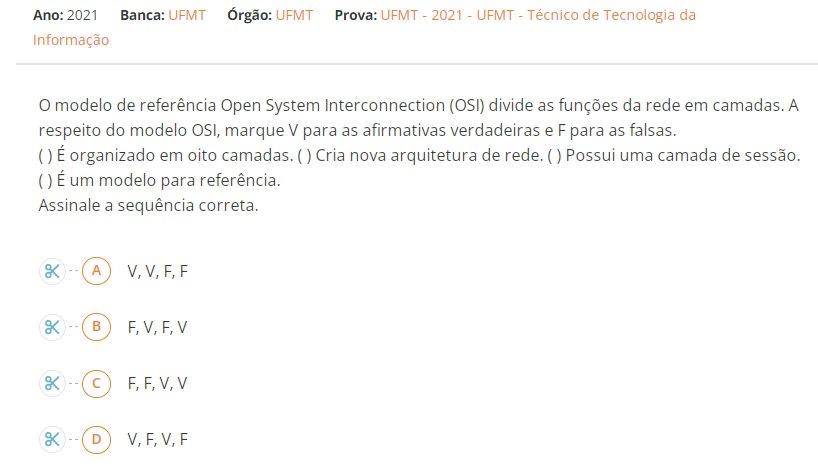 Ano: 2021 Banca: UFMT Órgão: UFMT Prova: UFMT - 2021 - UFMT - Técnico de Tecnologia da
Informação
O modelo de referência Open System Interconnection (OSI) divide as funções da rede em camadas. A
respeito do modelo OSI, marque V para as afirmativas verdadeiras e F para as falsas.
( ) É organizado em oito camadas. ( ) Cria nova arquitetura de rede. ( ) Possui uma camada de sessão.
( ) É um modelo para referência.
Assinale a sequência correta.
A V, V, F, F
B F, V, F, V
C F, F, V, V
D V, F, V, F